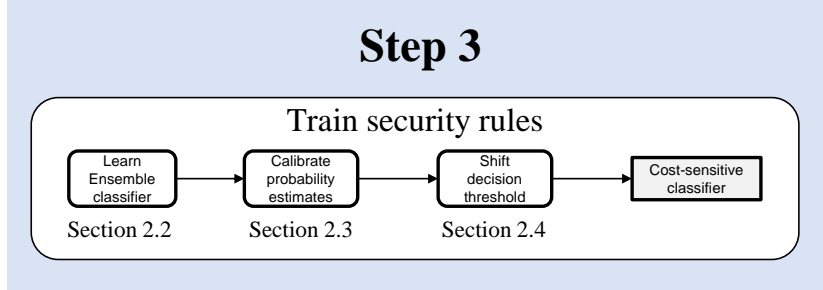 Step 3
Train security rules
Learn
Ensemble
classifier
Calibrate
probability
estimates
Shift
decision
threshold
Cost-sensitive
classifier
Section 2.2
Section 2.3
Section 2.4